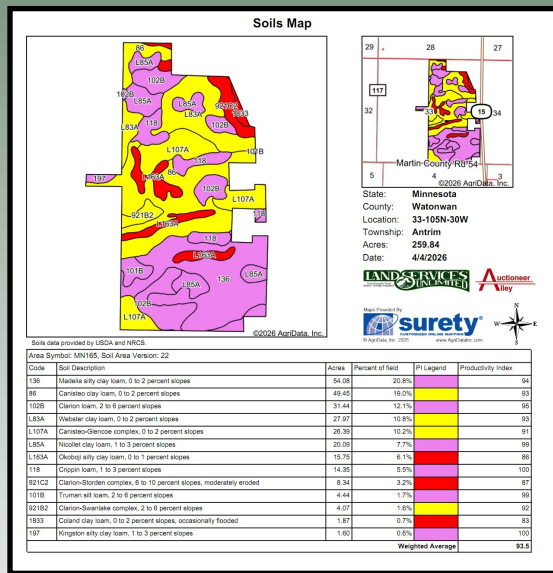 Soils Map
86
L85A
102B
102B
L85A
L85A
L83A
921C2
1833
L83A
118
102B
L107A
101B
118
86
197
L163A
102B
L107A
921B2
118
L163A
118
L163A
101B
136
L85A
L85A
102B
L107A
©2026 AgriData, Inc.
29 28 27
117
32 33 15 34
Martin County Rd 54
5 4 3
©2026 AgriData, Inc.
State: Minnesota
County: Watonwan
Location: 33-105N-30W
Township: Antrim
Acres: 259.84
Date: 4/4/2026
LAND SERVICES UNLIMITED
Auctioneer Alley
Maps Provided By
surety®
CUSTOMIZED ONLINE MAPPING
© AgriData, Inc. 2025 www.AgriDataInc.com
N
W E
S
Soils data provided by USDA and NRCS.
Area Symbol: MN165, Soil Area Version: 22
Code Soil Description Acres Percent of field PI Legend Productivity Index
136 Madelia silty clay loam, 0 to 2 percent slopes 54.08 20.8% 94
86 Canisteo clay loam, 0 to 2 percent slopes 49.45 19.0% 93
102B Clarion loam, 2 to 6 percent slopes 31.44 12.1% 95
L83A Webster clay loam, 0 to 2 percent slopes 27.97 10.8% 93
L107A Canisteo-Glencoe complex, 0 to 2 percent slopes 26.39 10.2% 91
L85A Nicollet clay loam, 1 to 3 percent slopes 20.09 7.7% 99
L163A Okoboji silty clay loam, 0 to 1 percent slopes 15.75 6.1% 86
118 Crippin loam, 1 to 3 percent slopes 14.35 5.5% 100
921C2 Clarion-Storden complex, 6 to 10 percent slopes, moderately eroded 8.34 3.2% 87
101B Truman silt loam, 2 to 6 percent slopes 4.44 1.7% 99
921B2 Clarion-Swanlake complex, 2 to 6 percent slopes 4.07 1.6% 92
1833 Coland clay loam, 0 to 2 percent slopes, occasionally flooded 1.87 0.7% 83
197 Kingston silty clay loam, 1 to 3 percent slopes 1.60 0.6% 100
Weighted Average 93.5